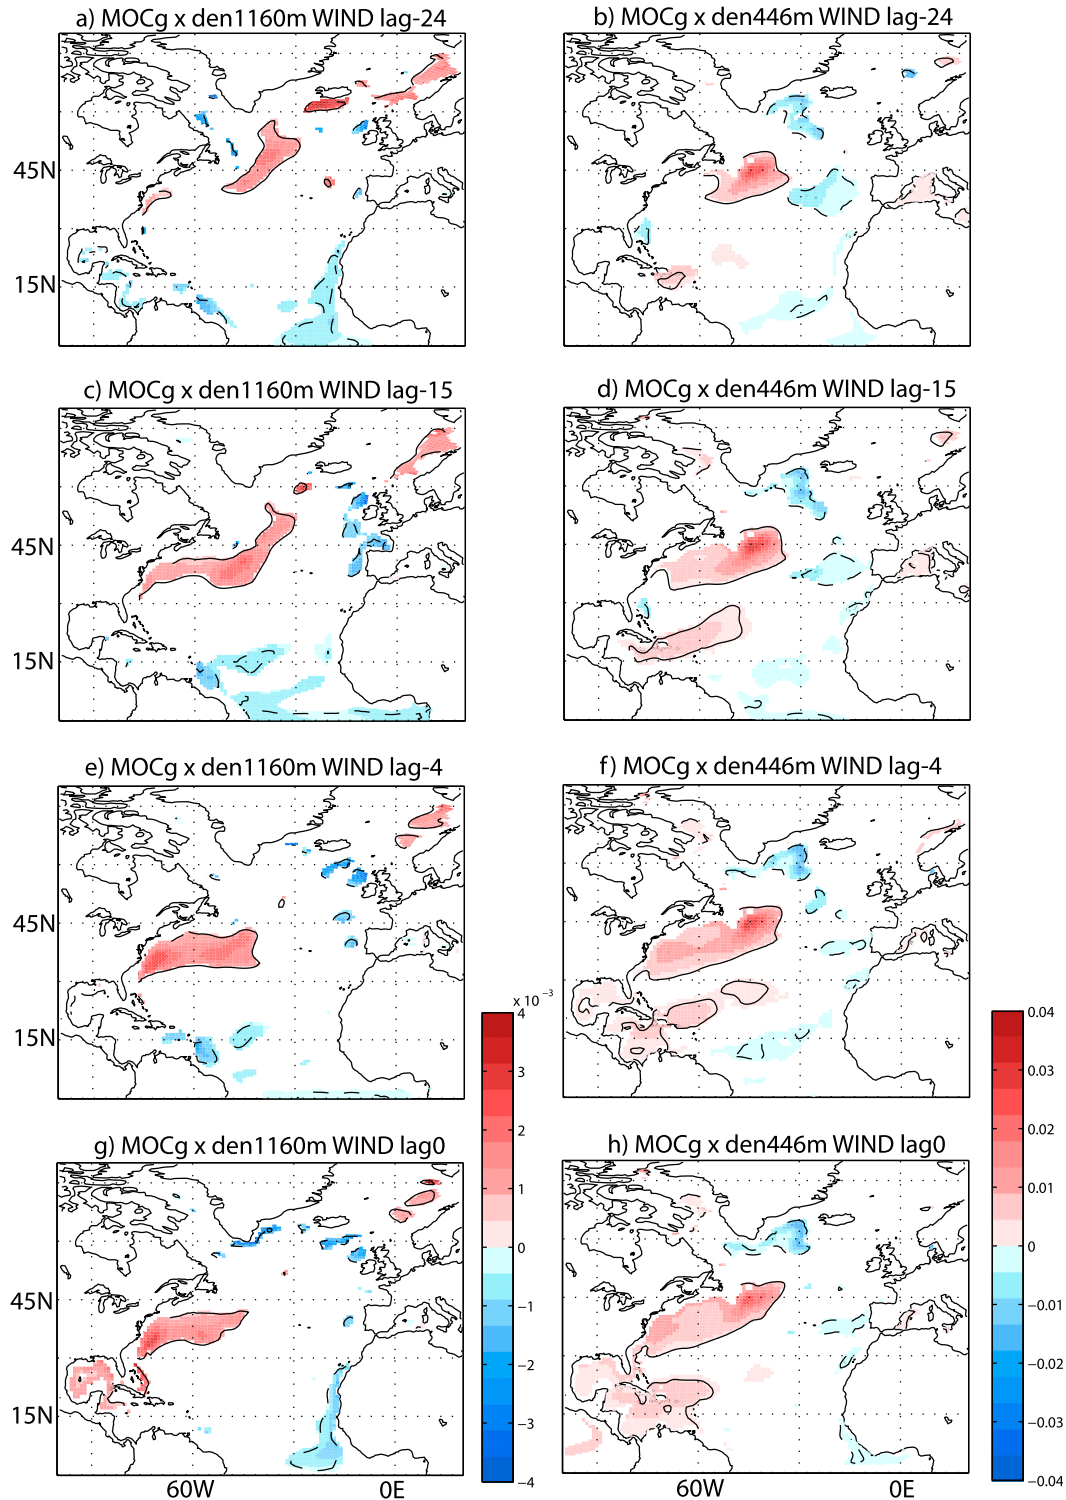 a) MOCg x den1160m WIND lag-24
b) MOCg x den446m WIND lag-24
45N
15N
c) MOCg x den1160m WIND lag-15
d) MOCg x den446m WIND lag-15
45N
15N
e) MOCg x den1160m WIND lag-4
f) MOCg x den446m WIND lag-4
45N
15N
x 10⁻³
4
3
2
1
0
−1
−2
−3
−4
0.04
0.03
0.02
0.01
0
−0.01
−0.02
−0.03
−0.04
g) MOCg x den1160m WIND lag0
h) MOCg x den446m WIND lag0
45N
15N
60W
0E
60W
0E